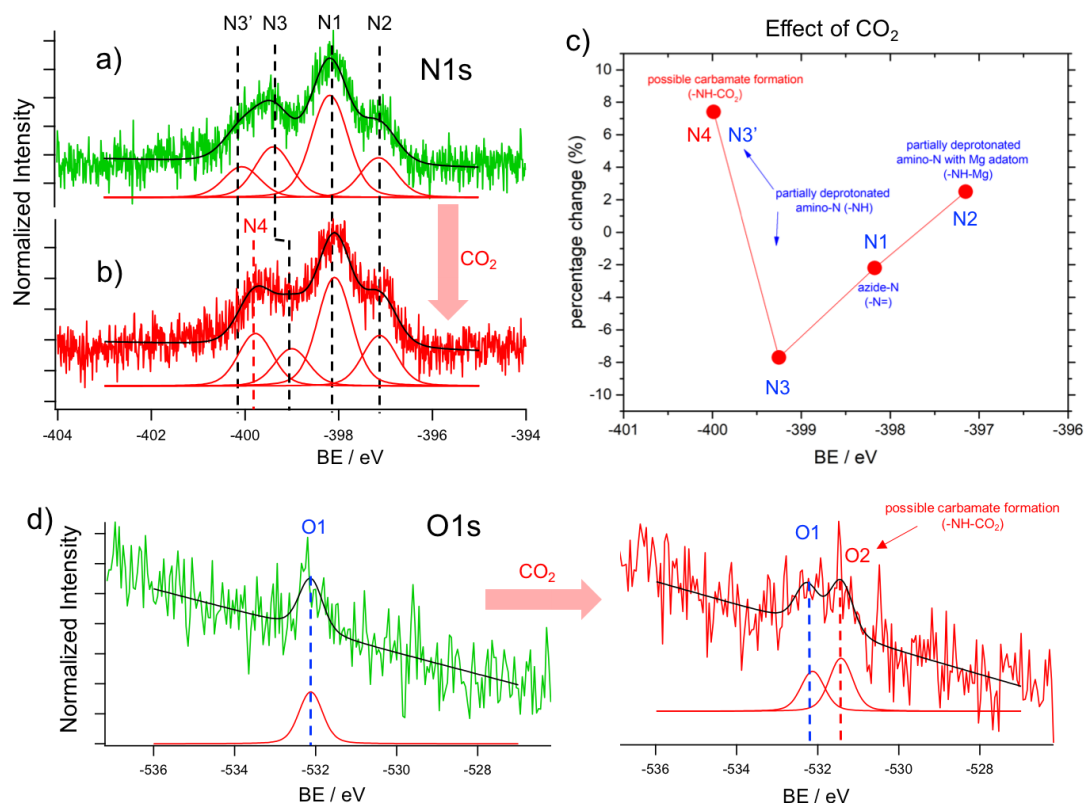 N3’ N3 N1 N2
a)
N1s
Normalized Intensity
N4
b)
CO2
-404 -402 -400 -398 -396 -394
BE / eV
c)
Effect of CO2
10
8
6
4
2
0
-2
-4
-6
-8
-10
percentage change (%)
possible carbamate formation
(-NH-CO2)
N4 N3’
partially deprotonated
amino-N with Mg adatom
(-NH-Mg)
partially deprotonated
amino-N (-NH)
N2
N1
azide-N
(-N=)
N3
-401 -400 -399 -398 -397 -396
BE / eV
d)
O1s
O1
Normalized Intensity
CO2
-536 -534 -532 -530 -528
BE / eV
possible carbamate formation
(-NH-CO2)
O1
O2
-536 -534 -532 -530 -528
BE / eV